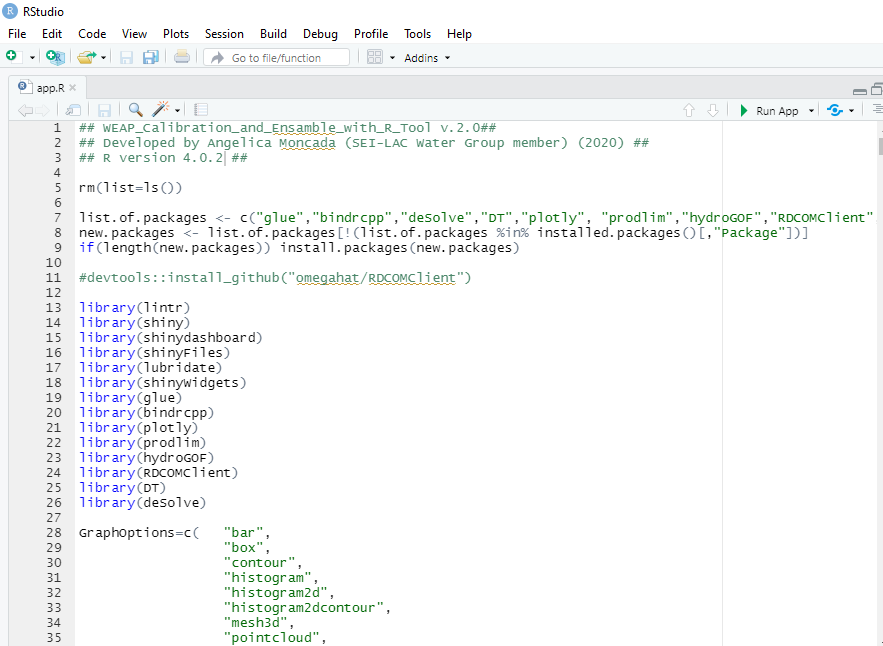 RStudio
File Edit Code View Plots Session Build Debug Profile Tools Help
Go to file/function Addins
app.R
Run App
1 ## WEAP_Calibration_and_Ensamble_with_R_Tool v.2.0##
2 ## Developed by Angelica Moncada (SEI-LAC Water Group member) (2020) ##
3 ## R version 4.0.2 ##
4
5 rm(list=ls())
6
7 list.of.packages <- c("glue","bindrcpp","deSolve","DT","plotly", "prodlim","hydroGOF","RDCOMClient"
8 new.packages <- list.of.packages[!(list.of.packages %in% installed.packages()[,"Package"])]
9 if(length(new.packages)) install.packages(new.packages)
10
11 #devtools::install_github("omegahat/RDCOMClient")
12
13 library(lintr)
14 library(shiny)
15 library(shinydashboard)
16 library(shinyFiles)
17 library(lubridate)
18 library(shinyWidgets)
19 library(glue)
20 library(bindrcpp)
21 library(plotly)
22 library(prodlim)
23 library(hydroGOF)
24 library(RDCOMClient)
25 library(DT)
26 library(deSolve)
27
28 GraphOptions=c( "bar",
29 "box",
30 "contour",
31 "histogram",
32 "histogram2d",
33 "histogram2dcontour",
34 "mesh3d",
35 "pointcloud",